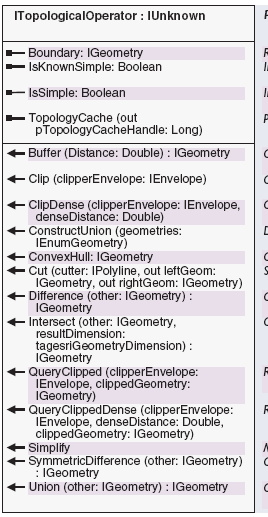 ITopologicalOperator : IUnknown
Boundary: IGeometry
IsKnownSimple: Boolean
IsSimple: Boolean
TopologyCache (out
pTopologyCacheHandle: Long)
Buffer (Distance: Double) : IGeometry
Clip (clipperEnvelope: IEnvelope)
ClipDense (clipperEnvelope: IEnvelope,
denseDistance: Double)
ConstructUnion (geometries:
IEnumGeometry)
ConvexHull: IGeometry
Cut (cutter: IPolyline, out leftGeom:
IGeometry, out rightGeom: IGeometry)
Difference (other: IGeometry) :
IGeometry
Intersect (other: IGeometry,
resultDimension:
tagesriGeometryDimension) :
IGeometry
QueryClipped (clipperEnvelope:
IEnvelope, clippedGeometry:
IGeometry)
QueryClippedDense (clipperEnvelope:
IEnvelope, denseDistance: Double,
clippedGeometry: IGeometry)
Simplify
SymmetricDifference (other: IGeometry)
: IGeometry
Union (other: IGeometry) : IGeometry